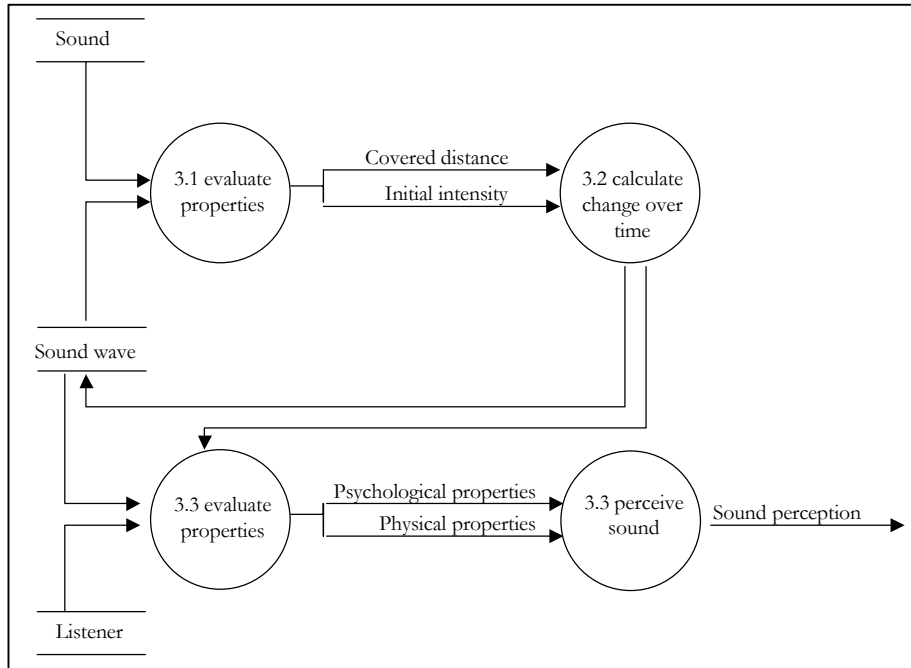 Sound
3.1 evaluate
properties
Covered distance
Initial intensity
3.2 calculate
change over
time
Sound wave
3.3 evaluate
properties
Psychological properties
Physical properties
3.3 perceive
sound
Sound perception
Listener